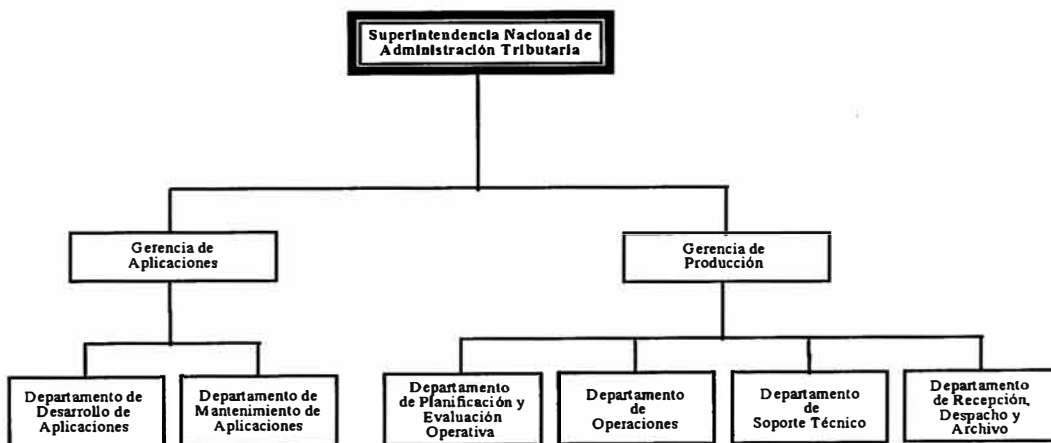 Superintendencia Nacional de
Administración Tributaria
Gerencia de
Aplicaciones
Gerencia de
Producción
Departamento de
Desarrollo de
Aplicaciones
Departamento de
Mantenimiento de
Aplicaciones
Departamento
de Planificación y
Evaluación
Operativa
Departamento
de
Operaciones
Departamento
de
Soporte Técnico
Departamento
de Recepción,
Despacho y
Archivo